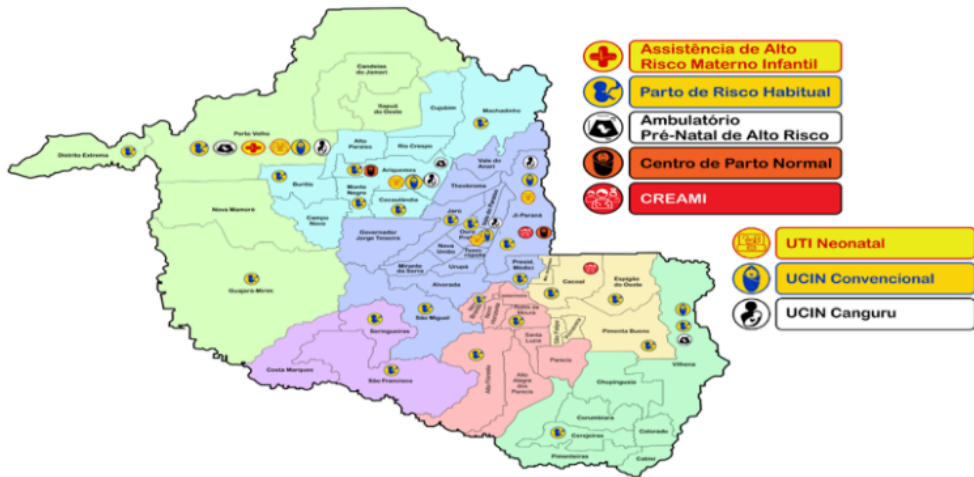 Assistência de Alto
Risco Materno Infantil
Parto de Risco Habitual
Ambulatório
Pré-Natal de Alto Risco
Centro de Parto Normal
CREAMI
UTI Neonatal
UCIN Convencional
UCIN Canguru
Candeias
do Jamari
Itapuã
do Oeste
Cujubim
Machadinho
Porto Velho
Distrito Extrema
Alto
Paraíso
Rio Crespo
Ariquemes
Vale do
Anari
Buritis
Monte
Negro
Cacaulândia
Theobroma
Nova Mamoré
Campo
Novo
Governador
Jorge Teixeira
Jaru
Ji-Paraná
Nova
União
Mirante
da Serra
Urupá
Presid.
Médici
Alvorada
Cacoal
Espigão
do Oeste
Guajará-Mirim
São Miguel
Seringueiras
Santa
Luzia
Pimenta Bueno
Vilhena
Costa Marques
São Francisco
Alta Floresta
Alto
Alegre
dos
Parecis
Parecis
Chupinguaia
Corumbiara
Cerejeiras
Colorado
Pimenteiras
Cabixi